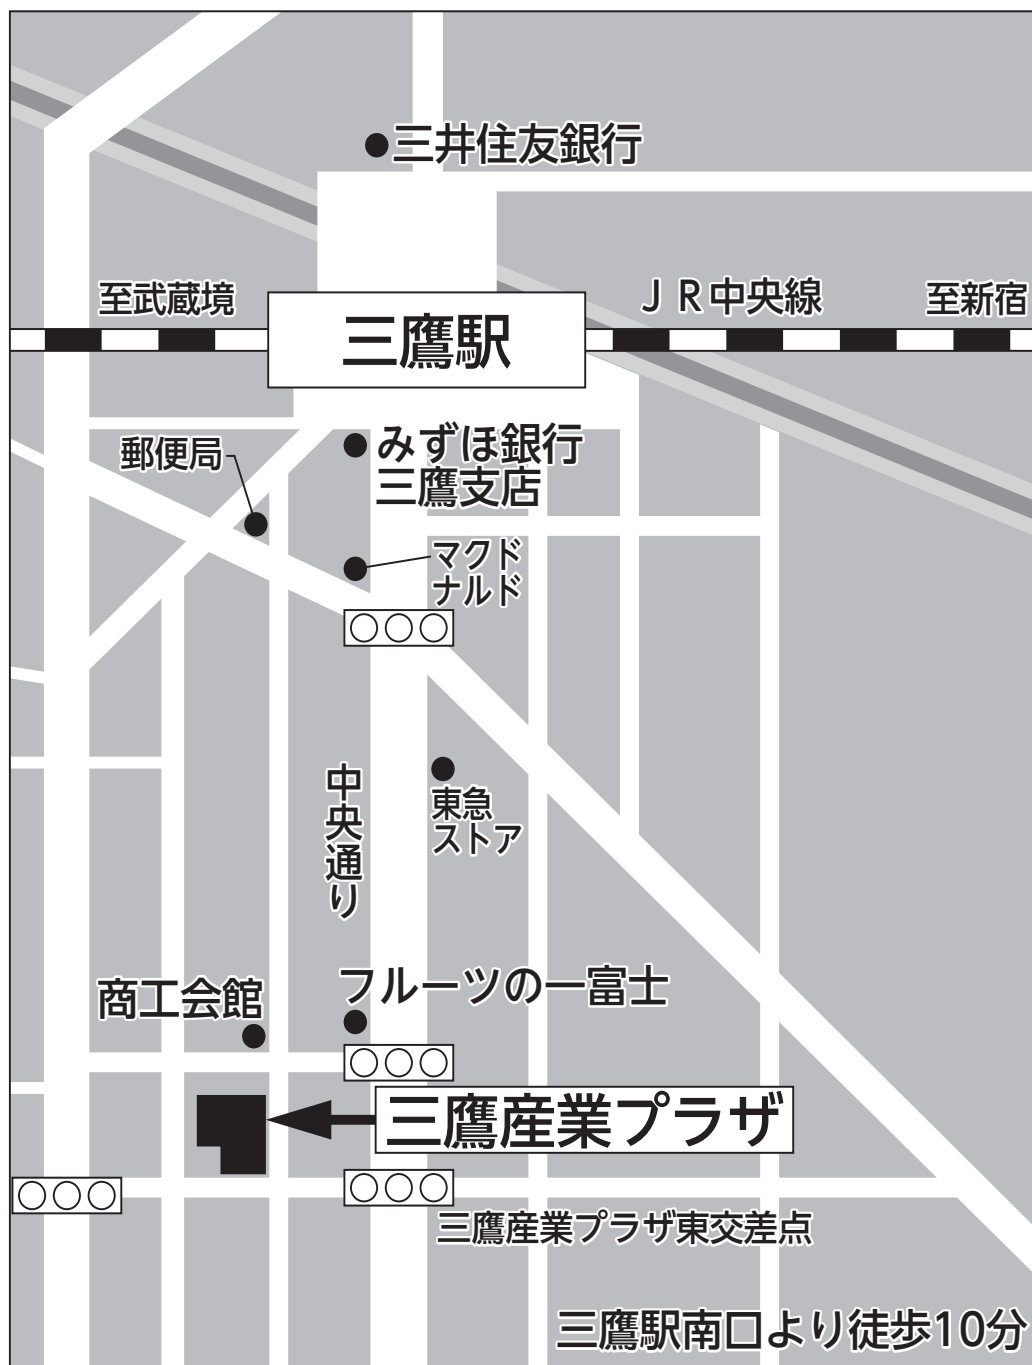 三井住友銀行
至武蔵境
JR中央線
至新宿
三鷹駅
郵便局
みずほ銀行
三鷹支店
マクド
ナルド
中央通り
東急
ストア
商工会館
フルーツの一富士
三鷹産業プラザ
三鷹産業プラザ東交差点
三鷹駅南口より徒歩10分